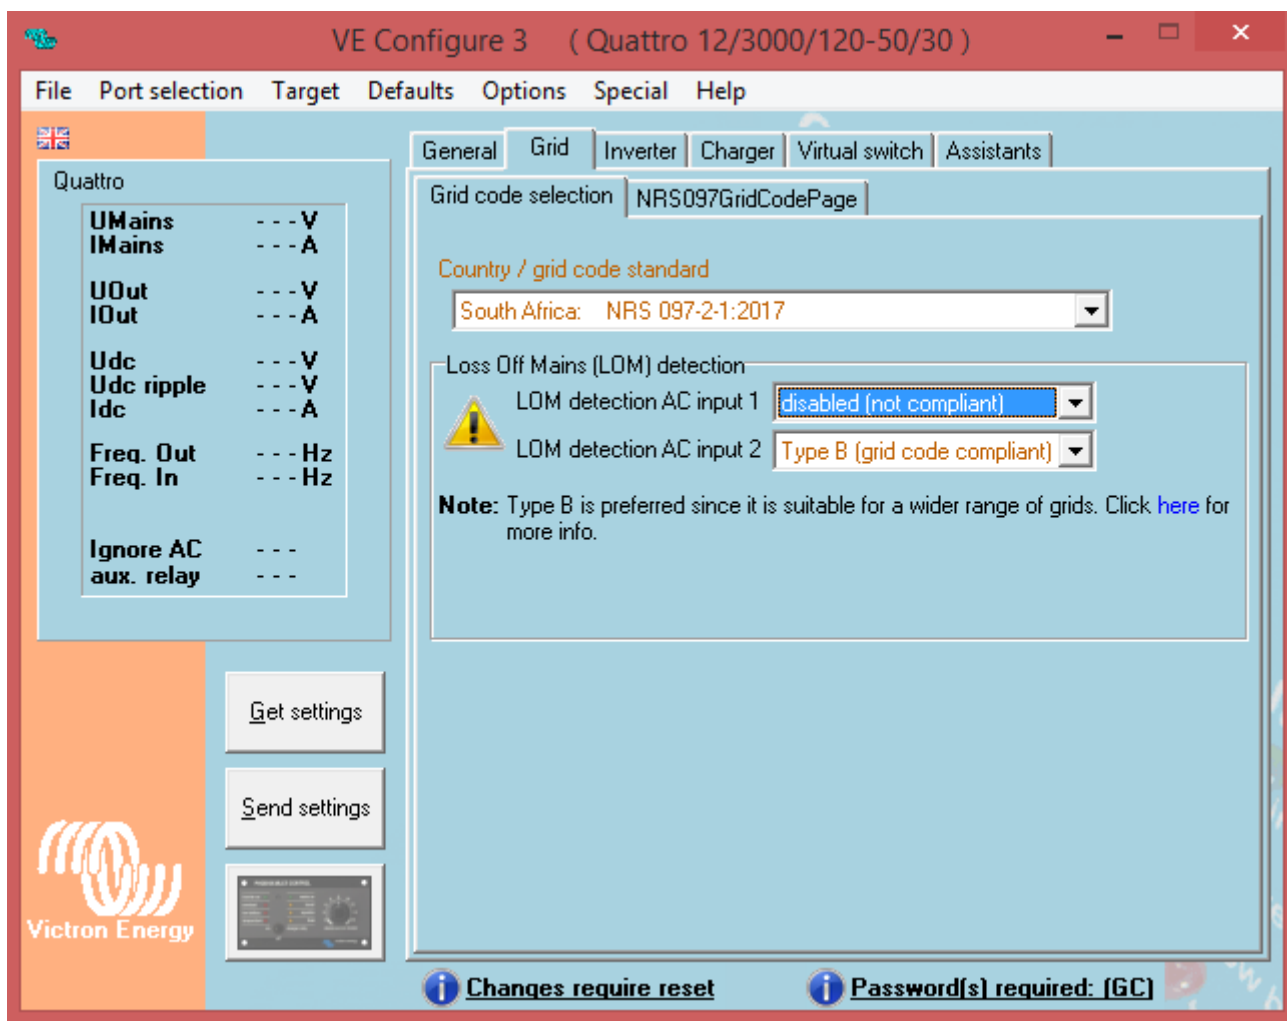 VE Configure 3 ( Quattro 12/3000/120-50/30 )
File Port selection Target Defaults Options Special Help
General Grid Inverter Charger Virtual switch Assistants
Grid code selection NRS097GridCodePage
Quattro
UMains - - - V
IMains - - - A
UOut - - - V
IOut - - - A
Udc - - - V
Udc ripple - - - V
Idc - - - A
Freq. Out - - - Hz
Freq. In - - - Hz
Ignore AC - - -
aux. relay - - -
Country / grid code standard
South Africa: NRS 097-2-1:2017
Loss Off Mains (LOM) detection
LOM detection AC input 1 disabled (not compliant)
LOM detection AC input 2 Type B (grid code compliant)
Note: Type B is preferred since it is suitable for a wider range of grids. Click here for
more info.
Get settings
Send settings
Victron Energy
Changes require reset Password(s) required: (GC)